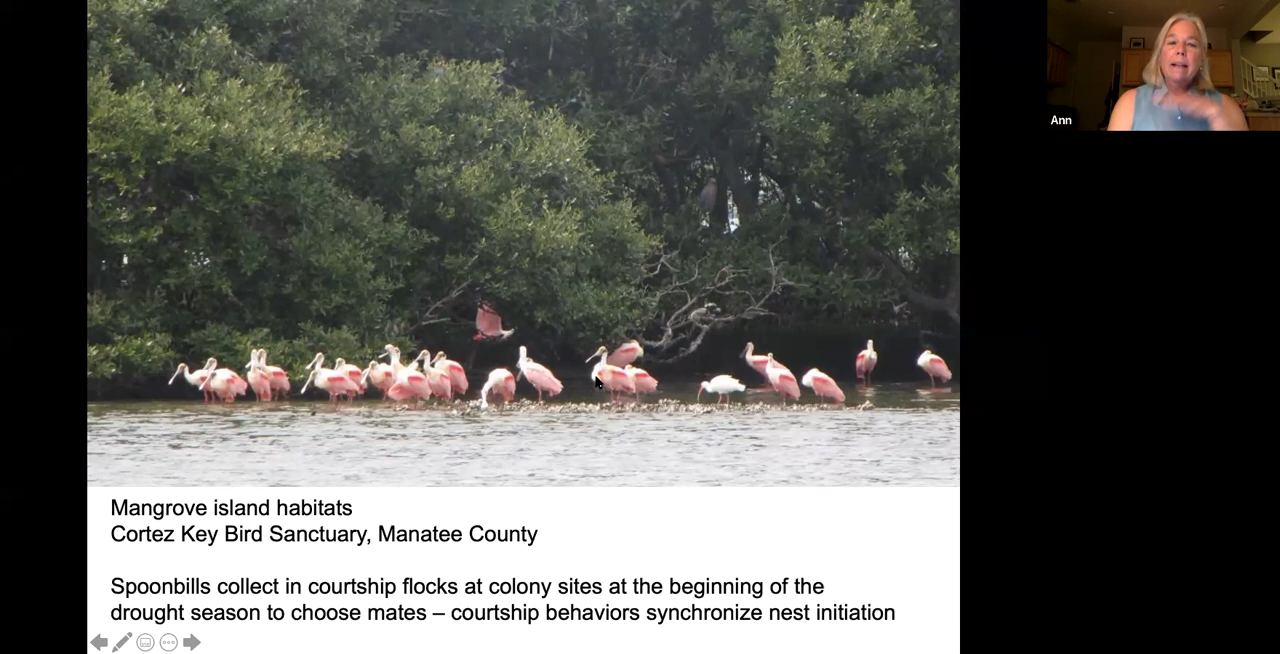 Ann
Mangrove island habitats
Cortez Key Bird Sanctuary, Manatee County
Spoonbills collect in courtship flocks at colony sites at the beginning of the
drought season to choose mates – courtship behaviors synchronize nest initiation